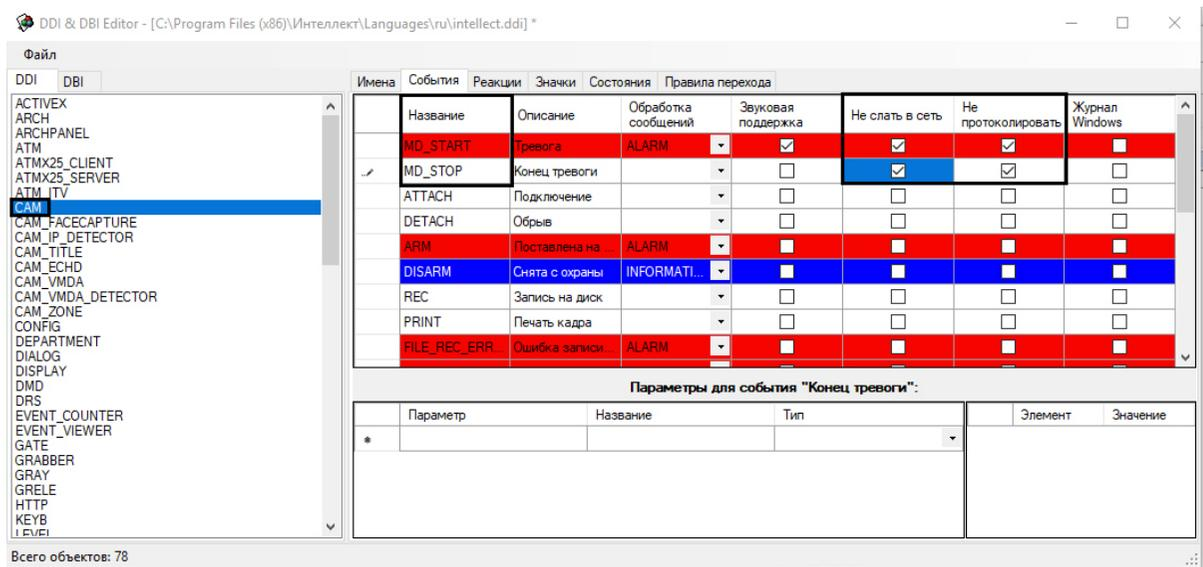 DDI & DBI Editor - [C:\Program Files (x86)\Интеллект\Languages\ru\intellect.ddi] *
Файл
DDI DBI
ACTIVEX
ARCH
ARCHPANEL
ATM
ATMX25_CLIENT
ATMX25_SERVER
ATM_ITV
CAM
CAM_FACECAPTURE
CAM_IP_DETECTOR
CAM_TITLE
CAM_ECHD
CAM_VMDA
CAM_VMDA_DETECTOR
CAM_ZONE
CONFIG
DEPARTMENT
DIALOG
DISPLAY
DMD
DRS
EVENT_COUNTER
EVENT_VIEWER
GATE
GRABBER
GRAY
GRELE
HTTP
KEYB
LEVEL
Имена События Реакции Значки Состояния Правила перехода
Название Описание Обработка сообщений Звуковая поддержка Не слать в сеть Не протоколировать Журнал Windows
MD_START Тревога ALARM
MD_STOP Конец тревоги
ATTACH Подключение
DETACH Обрыв
ARM Поставлена на ... ALARM
DISARM Снята с охраны INFORMATI...
REC Запись на диск
PRINT Печать кадра
FILE_REC_ERR... Ошибка записи... ALARM
Параметры для события "Конец тревоги":
Параметр Название Тип
Элемент Значение
Всего объектов: 78